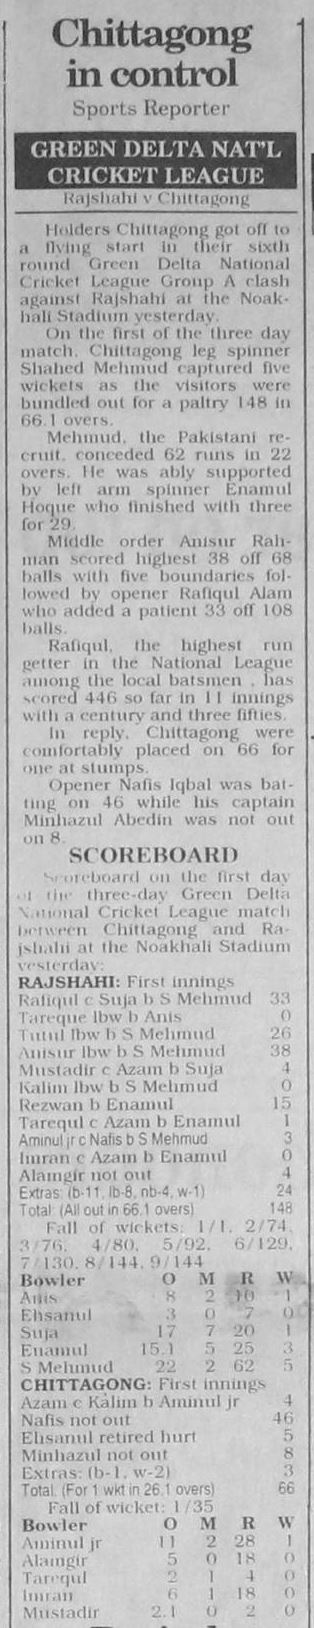 Chittagong
in control
Sports Reporter
GREEN DELTA NAT'L
CRICKET LEAGUE
Rajshahi v Chittagong
Holders Chittagong got off to
a flying start in their sixth
round Green Delta National
Cricket League Group A clash
against Rajshahi at the Noak-
hali Stadium yesterday.
On the first of the three day
match, Chittagong leg spinner
Shahed Mehmud captured five
wickets as the visitors were
bundled out for a paltry 148 in
66.1 overs.
Mehmud, the Pakistani re-
cruit, conceded 62 runs in 22
overs. He was ably supported
by left arm spinner Enamul
Hoque who finished with three
for 29.
Middle order Anisur Rah-
man scored highest 38 off 68
balls with five boundaries fol-
lowed by opener Rafiqul Alam
who added a patient 33 off 108
balls.
Rafiqul, the highest run
getter in the National League
among the local batsmen , has
scored 446 so far in 11 innings
with a century and three fifties.
In reply, Chittagong were
comfortably placed on 66 for
one at stumps.
Opener Nafis Iqbal was bat-
ting on 46 while his captain
Minhazul Abedin was not out
on 8.
SCOREBOARD
Scoreboard on the first day
of the three-day Green Delta
National Cricket League match
between Chittagong and Ra-
jshahi at the Noakhali Stadium
yesterday:
RAJSHAHI: First innings
Rafiqul c Suja b S Mehmud 33
Tareque lbw b Anis 0
Tutul lbw b S Mehmud 26
Anisur lbw b S Mehmud 38
Mustadir c Azam b Suja 4
Kalim lbw b S Mehmud 0
Rezwan b Enamul 15
Tarequl c Azam b Enamul 1
Aminul jr c Nafis b S Mehmud 3
Imran c Azam b Enamul 0
Alamgir not out 4
Extras: (b-11, lb-8, nb-4, w-1) 24
Total: (All out in 66.1 overs) 148
Fall of wickets: 1/1, 2/74,
3/76, 4/80, 5/92, 6/129,
7/130, 8/144, 9/144
Bowler O M R W
Anis 8 2 10 1
Ehsanul 3 0 7 0
Suja 17 7 20 1
Enamul 15.1 5 25 3
S Mehmud 22 2 62 5
CHITTAGONG: First innings
Azam c Kalim b Aminul jr 4
Nafis not out 46
Ehsanul retired hurt 5
Minhazul not out 8
Extras: (b-1, w-2) 3
Total: (For 1 wkt in 26.1 overs) 66
Fall of wicket: 1/35
Bowler O M R W
Aminul jr 11 2 28 1
Alamgir 5 0 18 0
Tarequl 2 1 4 0
Imran 6 1 18 0
Mustadir 2.1 0 2 0